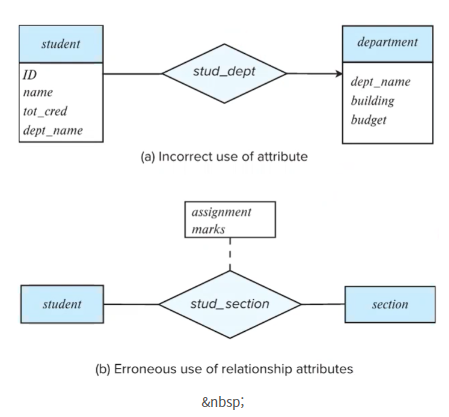 student
ID
name
tot_cred
dept_name
stud_dept
department
dept_name
building
budget
(a) Incorrect use of attribute
assignment
marks
student
stud_section
section
(b) Erroneous use of relationship attributes
&nbsp;